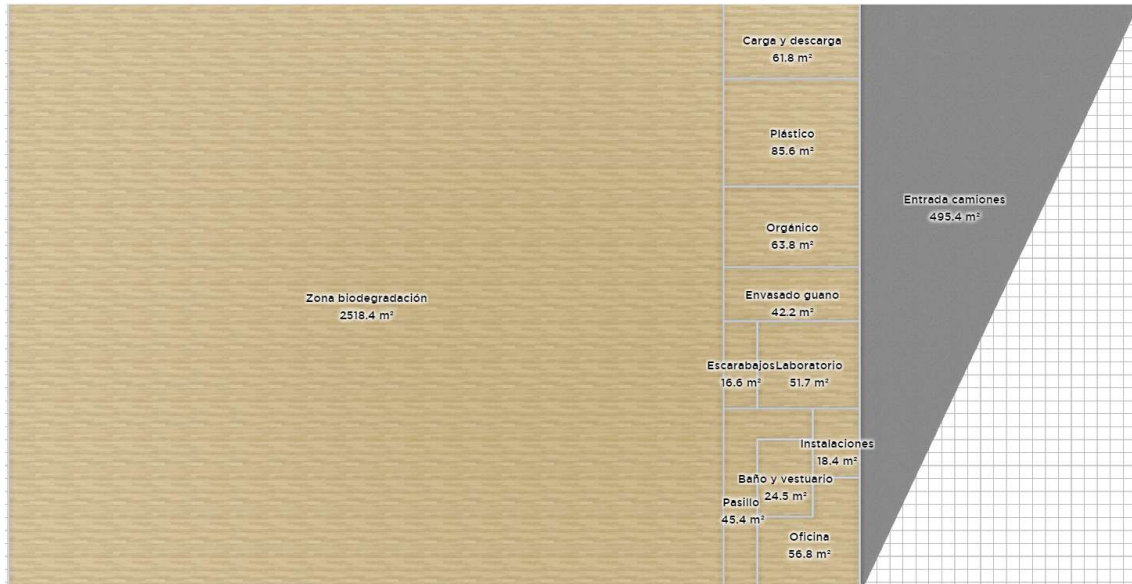 Carga y descarga
61.8 m²
Plástico
85.6 m²
Entrada camiones
495.4 m²
Orgánico
63.8 m²
Zona biodegradación
2518.4 m²
Envasado guano
42.2 m²
Escarabajos
16.6 m²
Laboratorio
51.7 m²
Instalaciones
18.4 m²
Baño y vestuario
24.5 m²
Pasillo
45.4 m²
Oficina
56.8 m²